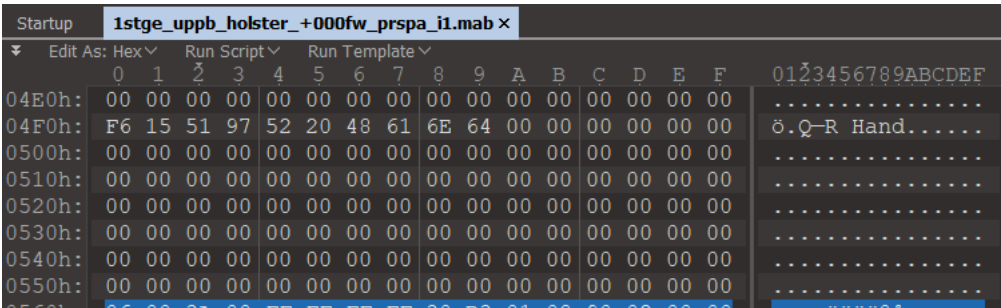 Startup 1stge_uppb_holster_+000fw_prspa_i1.mab ×
Edit As: Hex Run Script Run Template
0 1 2 3 4 5 6 7 8 9 A B C D E F 0123456789ABCDEF
04E0h: 00 00 00 00 00 00 00 00 00 00 00 00 00 00 00 00 ................
04F0h: F6 15 51 97 52 20 48 61 6E 64 00 00 00 00 00 00 ö.Q—R Hand......
0500h: 00 00 00 00 00 00 00 00 00 00 00 00 00 00 00 00 ................
0510h: 00 00 00 00 00 00 00 00 00 00 00 00 00 00 00 00 ................
0520h: 00 00 00 00 00 00 00 00 00 00 00 00 00 00 00 00 ................
0530h: 00 00 00 00 00 00 00 00 00 00 00 00 00 00 00 00 ................
0540h: 00 00 00 00 00 00 00 00 00 00 00 00 00 00 00 00 ................
0550h: 00 00 00 00 00 00 00 00 00 00 00 00 00 00 00 00 ................